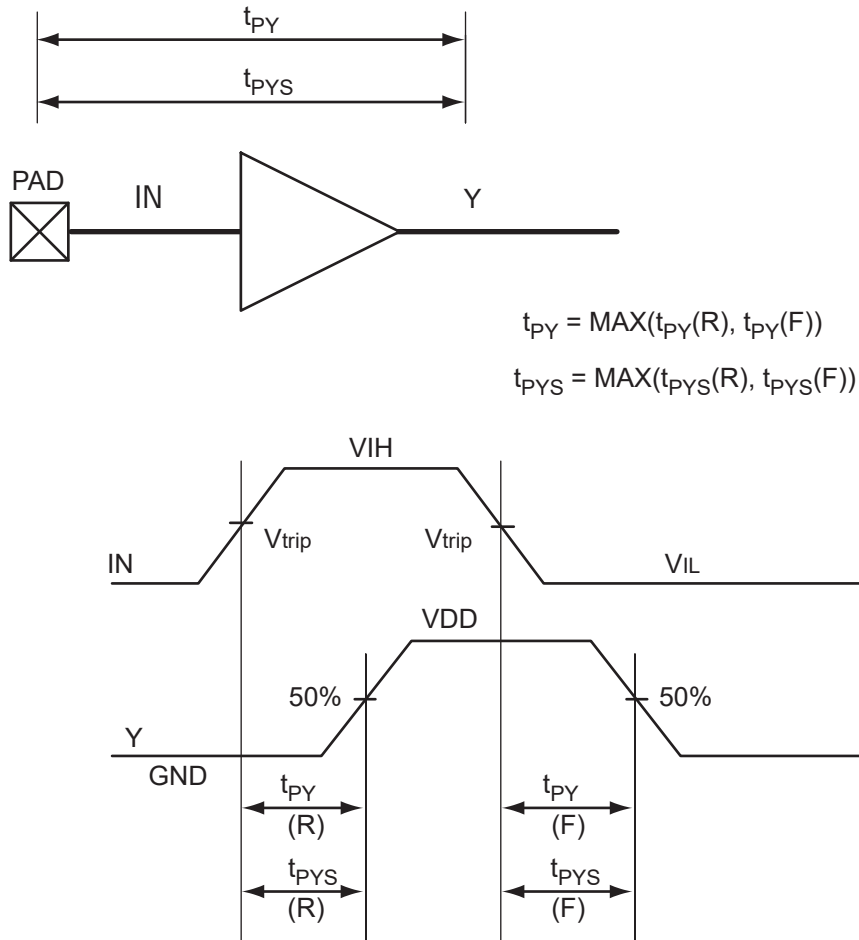 tPY
tPYS
PAD IN Y
tPY = MAX(tPY(R), tPY(F))
tPYS = MAX(tPYS(R), tPYS(F))
VIH
Vtrip Vtrip
IN VIL
VDD
50% 50%
Y
GND
tPY tPY
(R) (F)
tPYS tPYS
(R) (F)